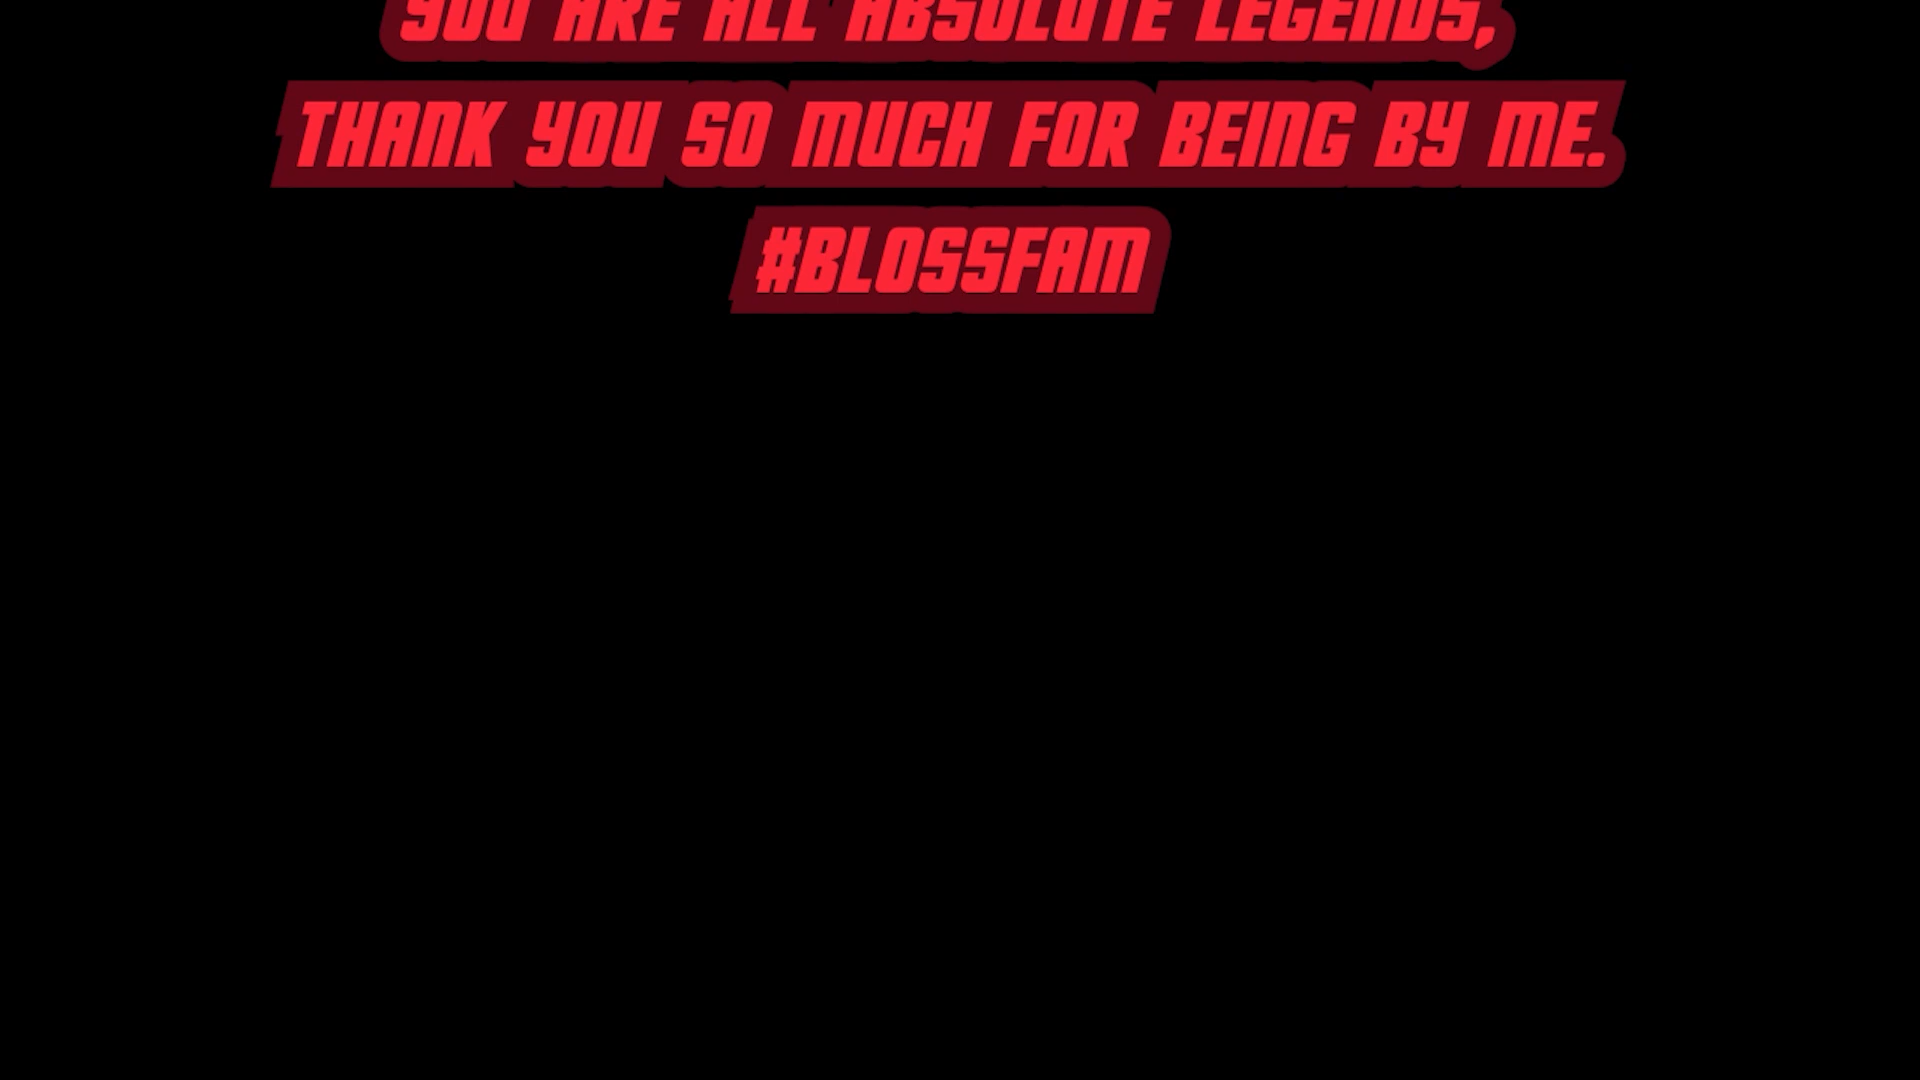 YOU ARE ALL ABSOLUTE LEGENDS,
THANK YOU SO MUCH FOR BEING BY ME.
#BLOSSFAM